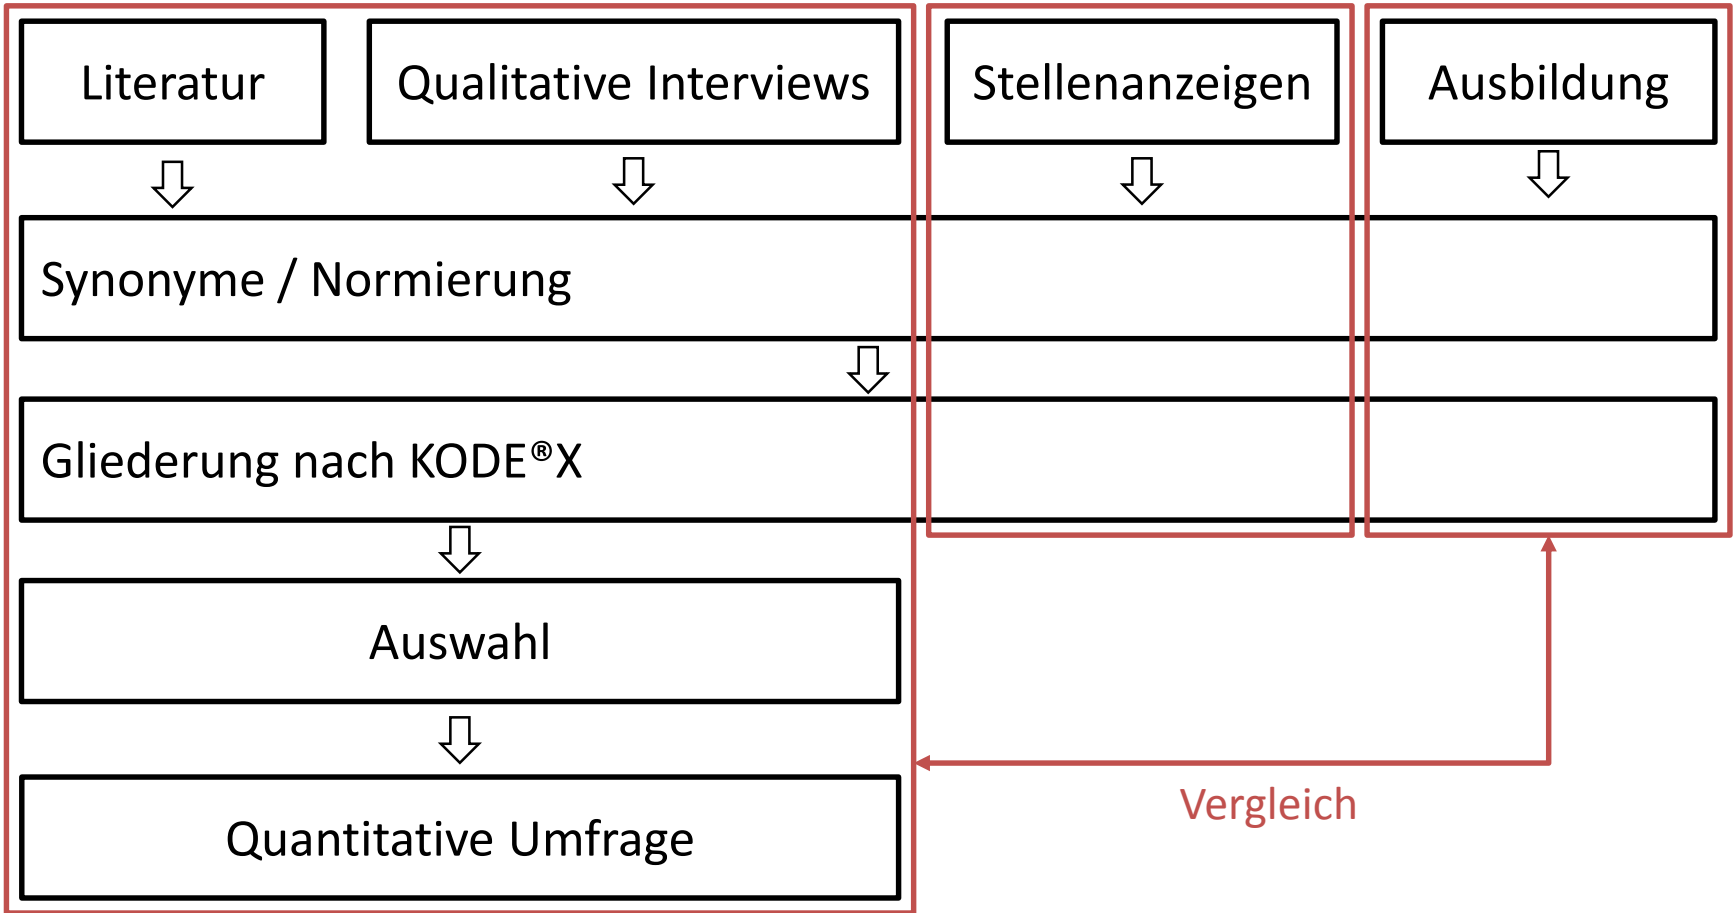 Literatur
Qualitative Interviews
Stellenanzeigen
Ausbildung
Synonyme / Normierung
Gliederung nach KODE®X
Auswahl
Vergleich
Quantitative Umfrage